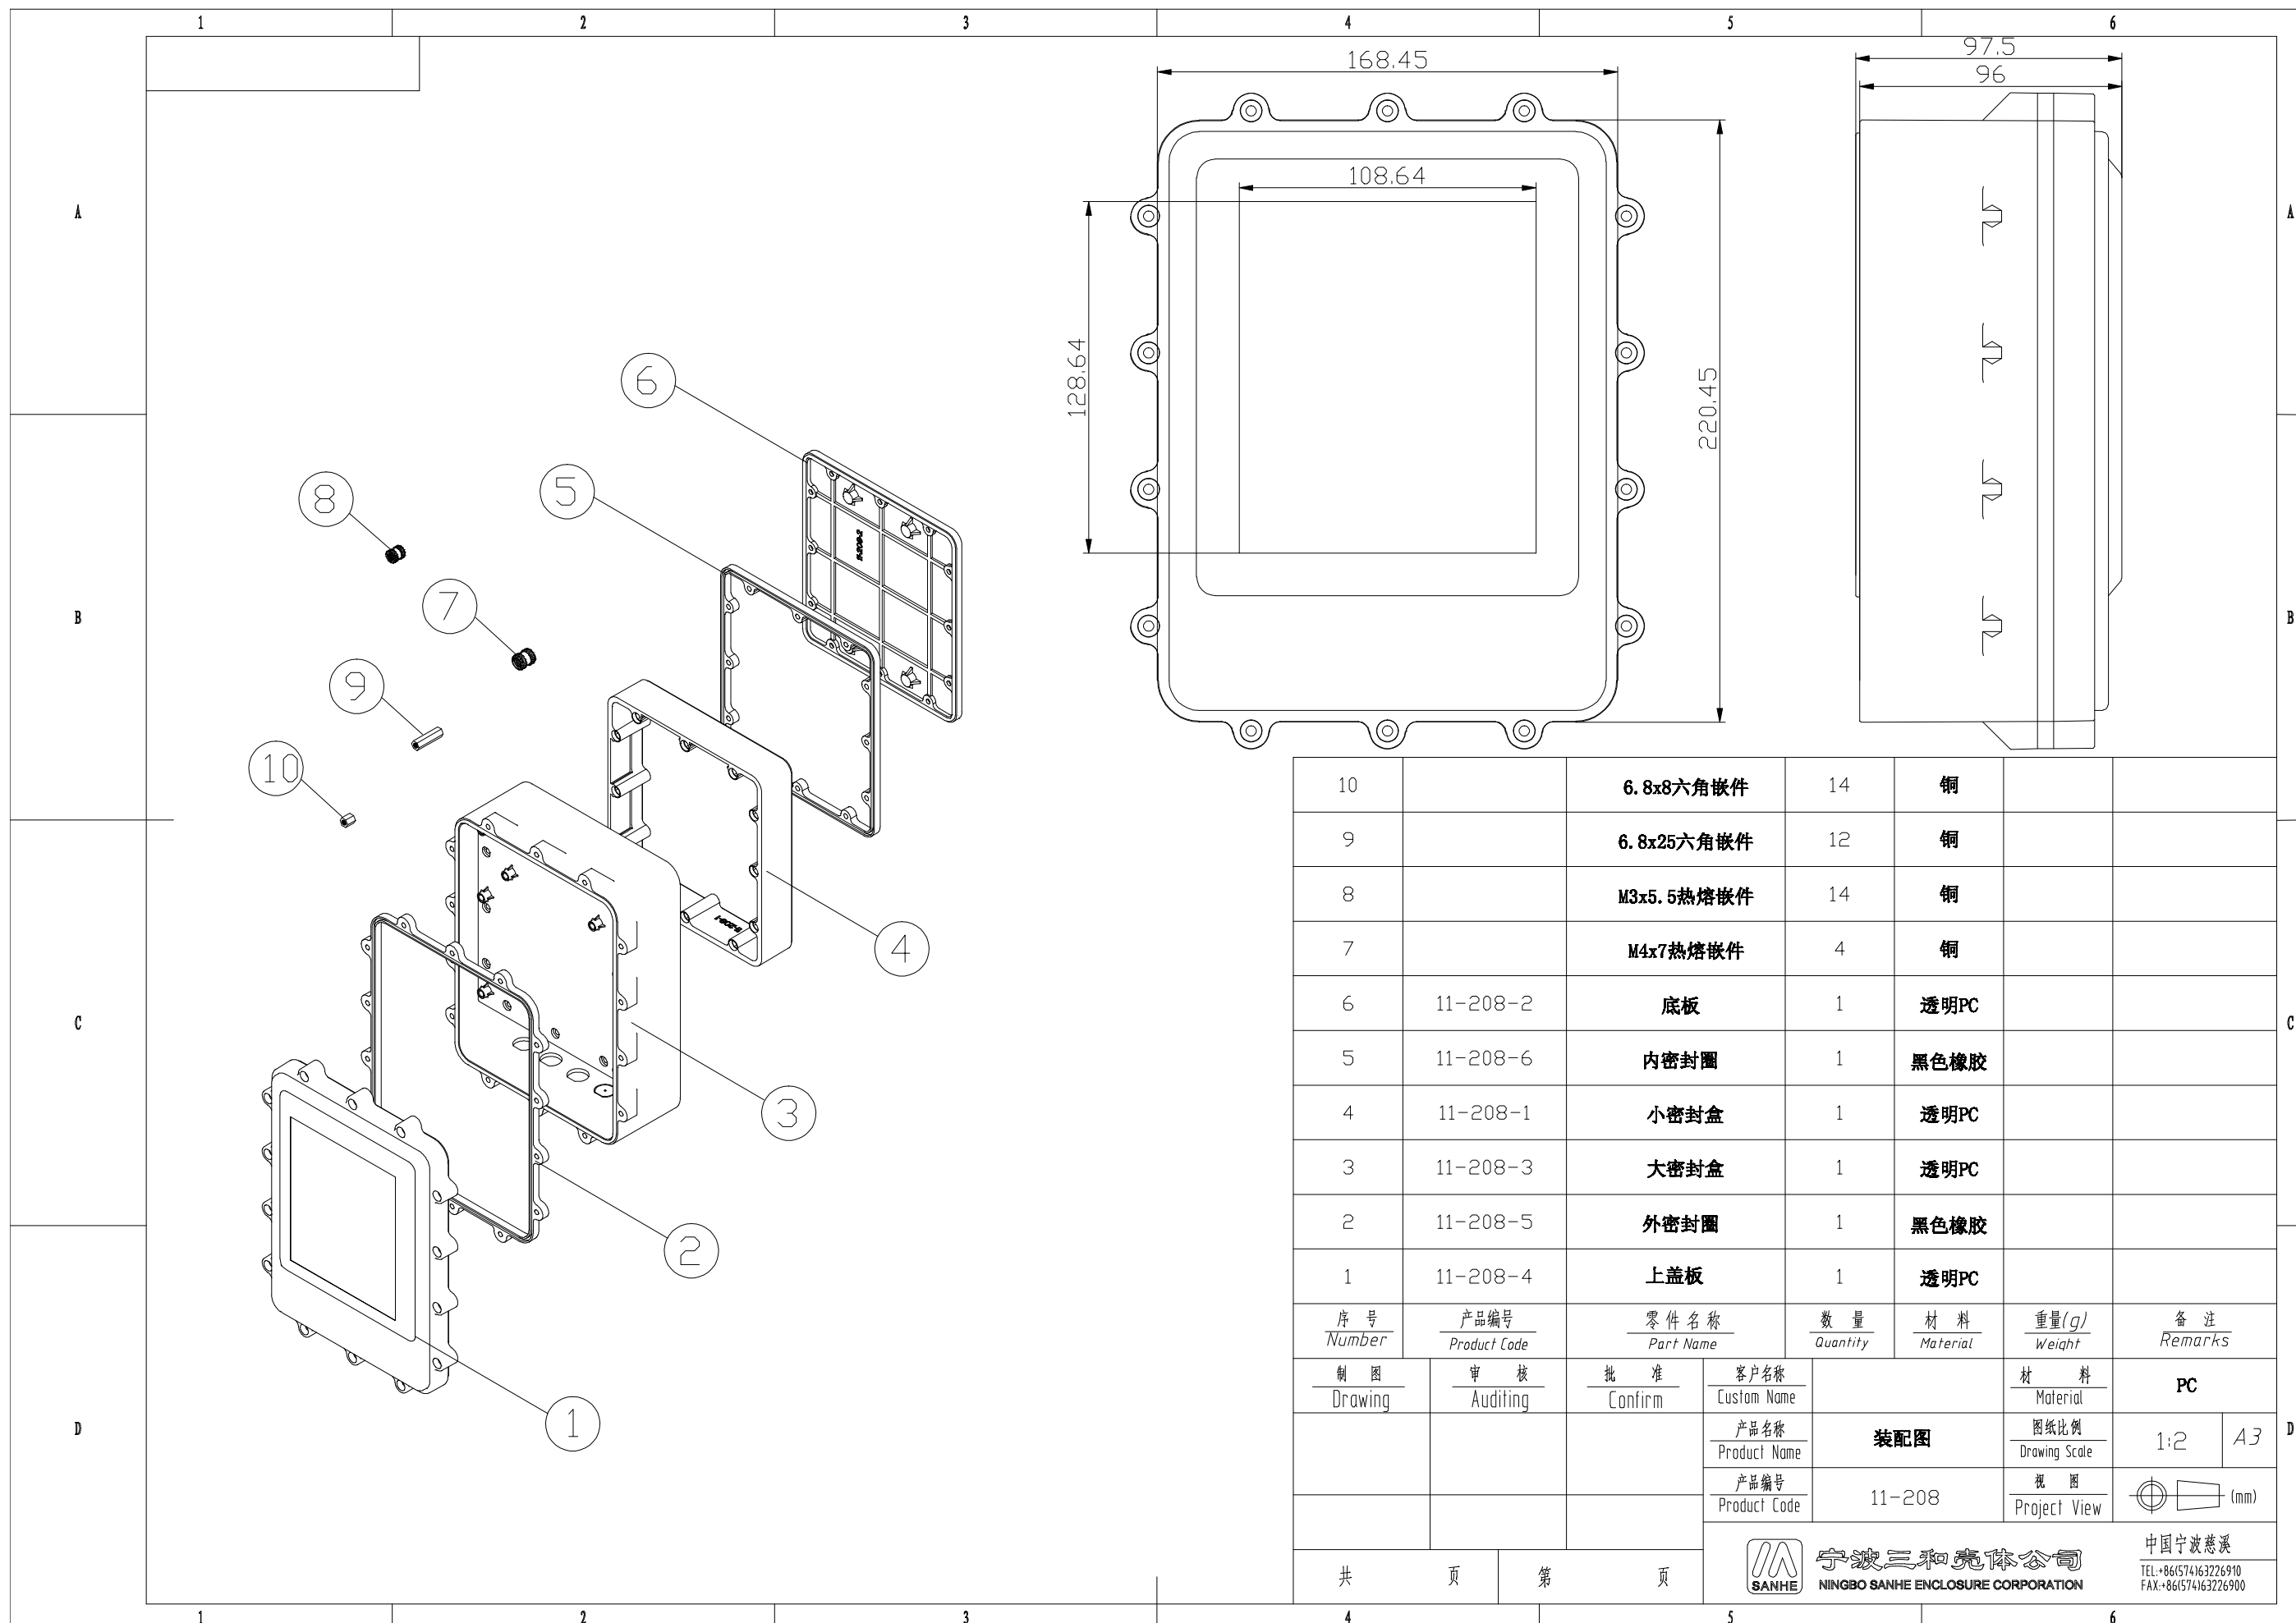 1 2 3 4 5 6
A A
B B
C C
D D
168.45
108.64
128.64
220.45
97.5
96
6
5
8
7
9
10
4
3
2
1
11-208-2
10 6.8x8六角嵌件 14 铜
9 6.8x25六角嵌件 12 铜
8 M3x5.5热熔嵌件 14 铜
7 M4x7热熔嵌件 4 铜
6 11-208-2 底板 1 透明PC
5 11-208-6 内密封圈 1 黑色橡胶
4 11-208-1 小密封盒 1 透明PC
3 11-208-3 大密封盒 1 透明PC
2 11-208-5 外密封圈 1 黑色橡胶
1 11-208-4 上盖板 1 透明PC
序 号 产品编号 零件名称 数 量 材 料 重量(g) 备 注
Number Product Code Part Name Quantity Material Weight Remarks
制 图 审 核 批 准 客户名称 材 料 PC
Drawing Auditing Confirm Custom Name Material
产品名称 装配图 图纸比例 1:2 A3
Product Name Drawing Scale
产品编号 11-208 视 图 (mm)
Product Code Project View
共 页 第 页
SANHE
宁波三和壳体公司
NINGBO SANHE ENCLOSURE CORPORATION
中国宁波慈溪
TEL:+86(574)63226910
FAX:+86(574)63226900
1 2 3 4 5 6